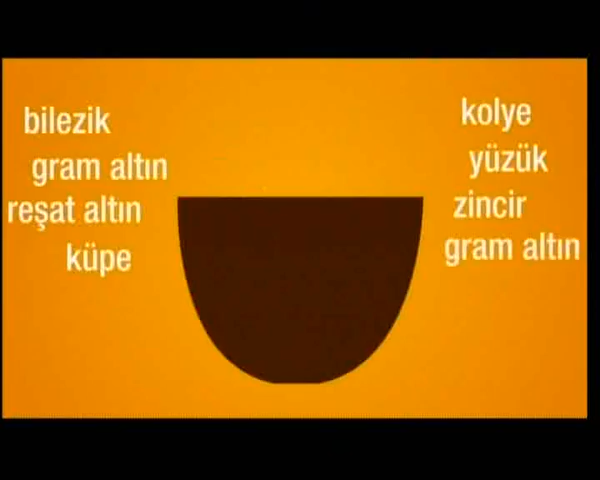 bilezik
gram altın
reşat altın
küpe
kolye
yüzük
zincir
gram altın